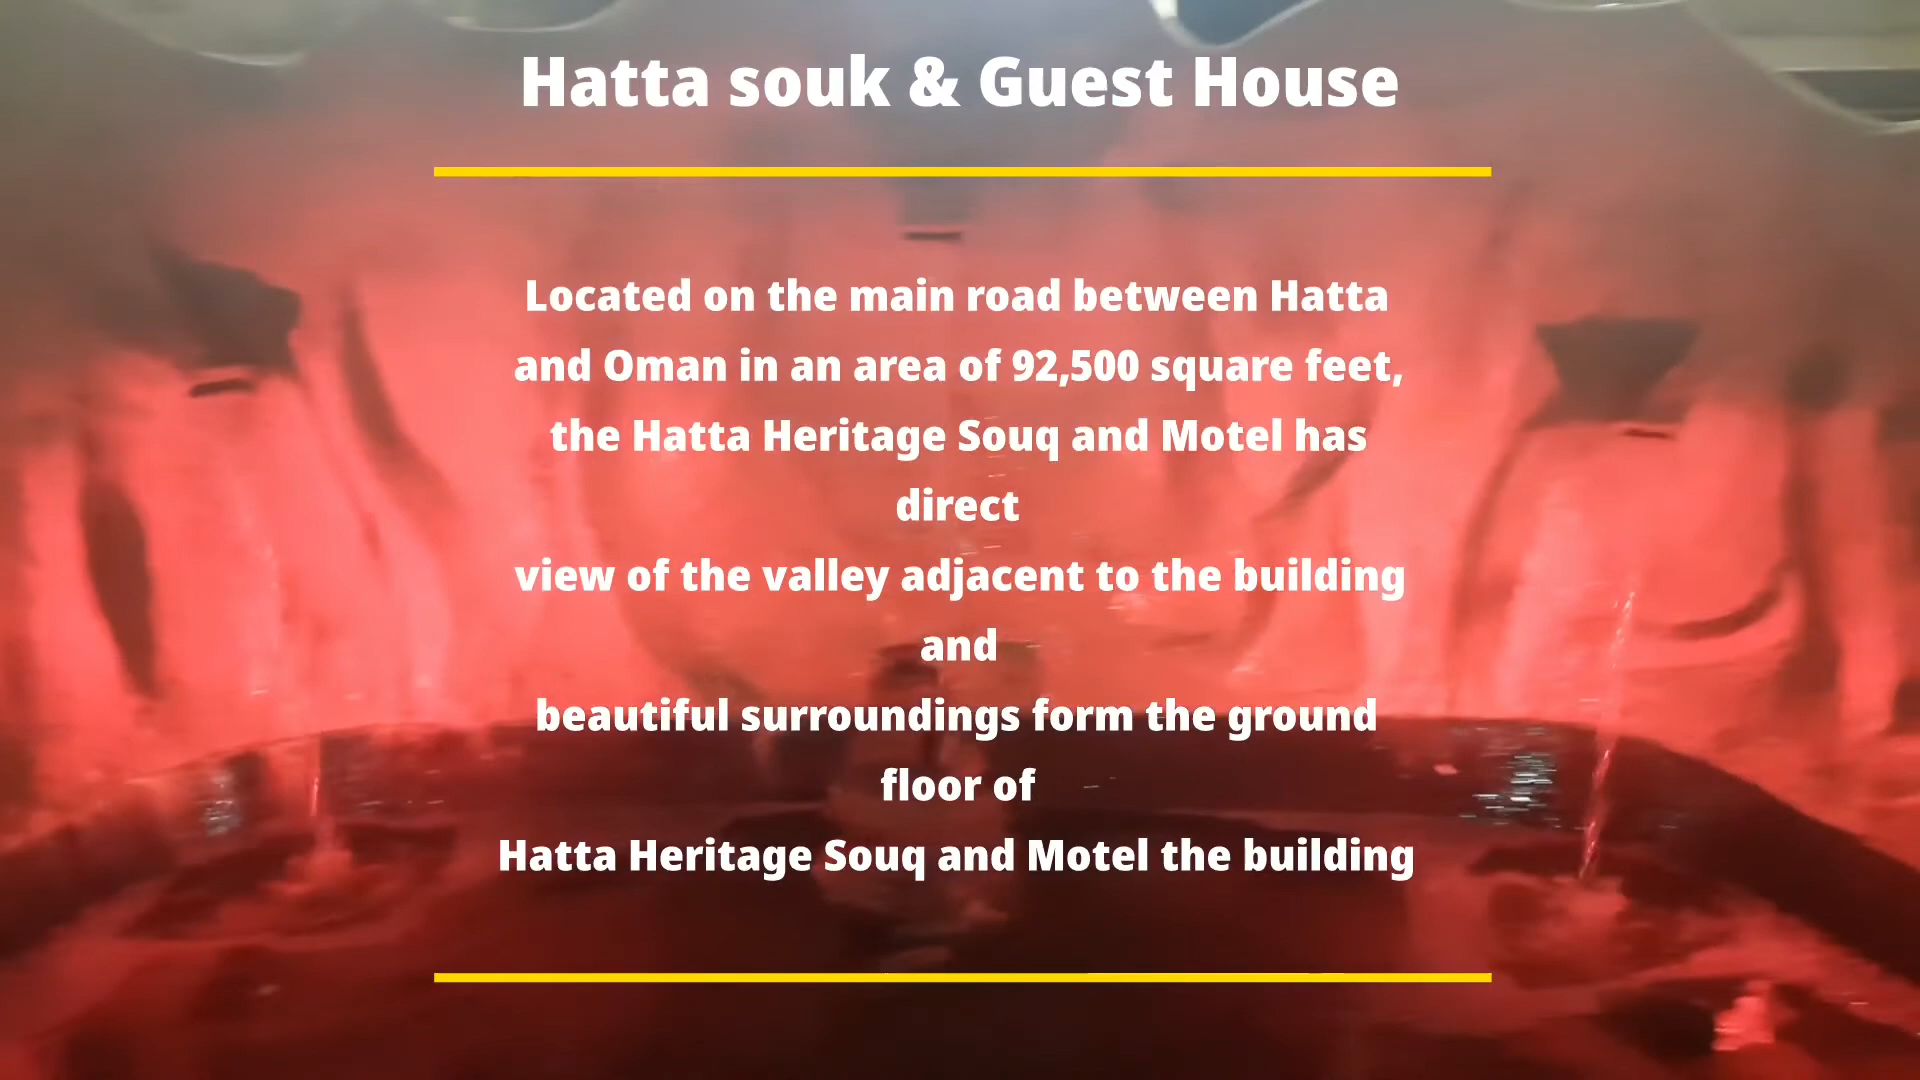 Hatta souk & Guest House
Located on the main road between Hatta
and Oman in an area of 92,500 square feet,
the Hatta Heritage Souq and Motel has
direct
view of the valley adjacent to the building
and
beautiful surroundings form the ground
floor of
Hatta Heritage Souq and Motel the building